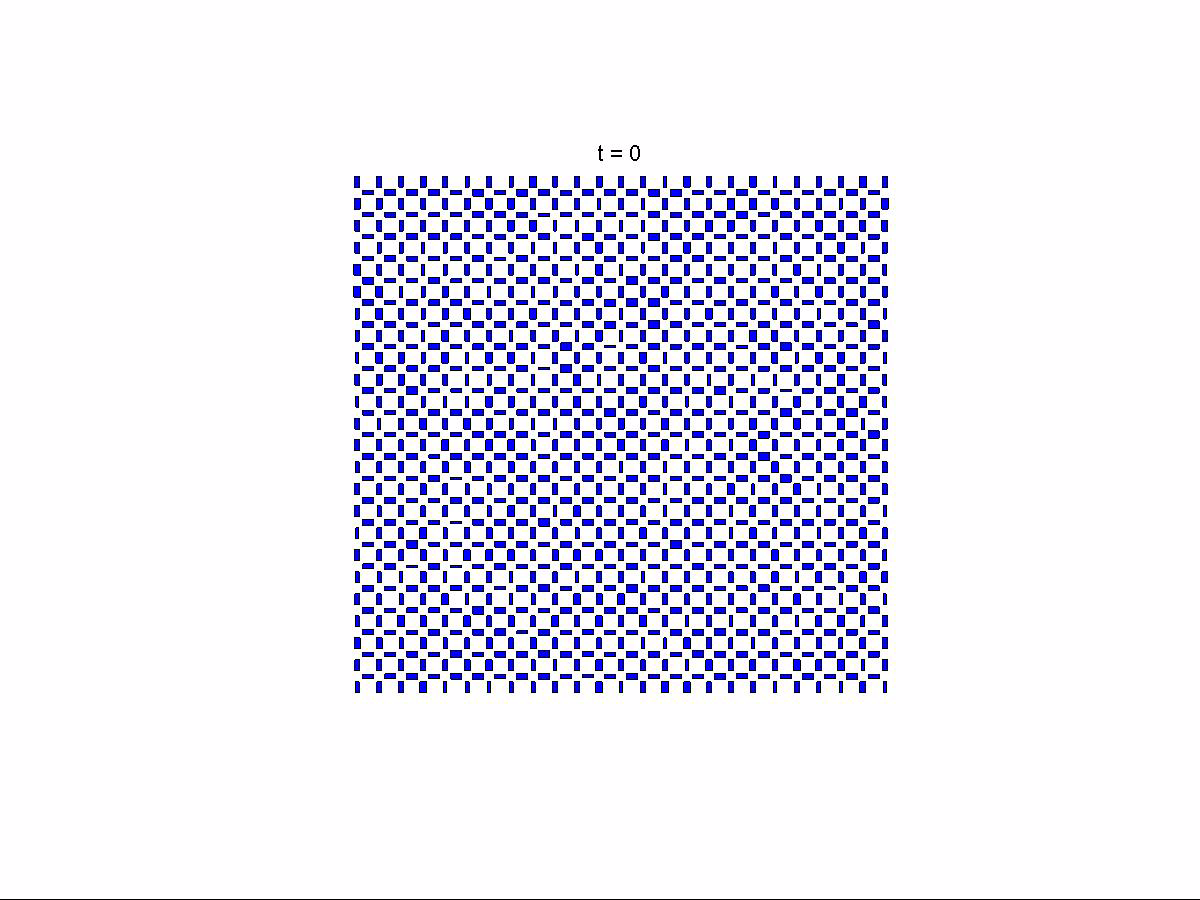 t = 0